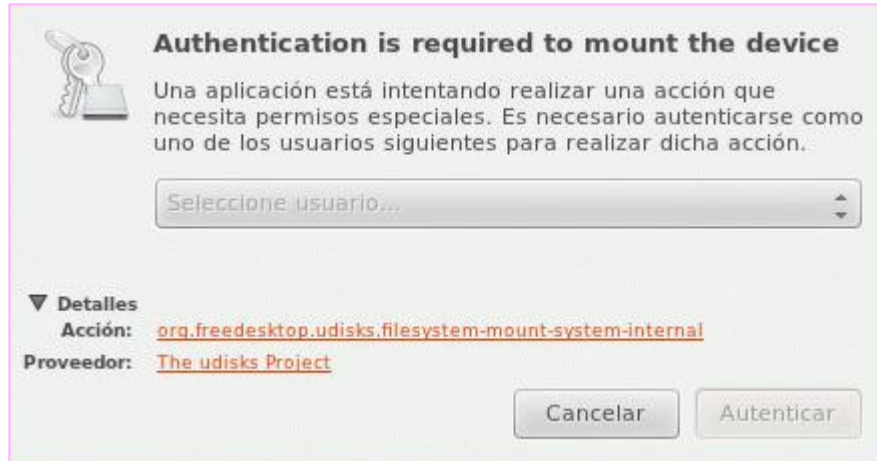 Authentication is required to mount the device
Una aplicación está intentando realizar una acción que
necesita permisos especiales. Es necesario autenticarse como
uno de los usuarios siguientes para realizar dicha acción.
Seleccione usuario...
Detalles
Acción: org.freedesktop.udisks.filesystem-mount-system-internal
Proveedor: The udisks Project
Cancelar Autenticar